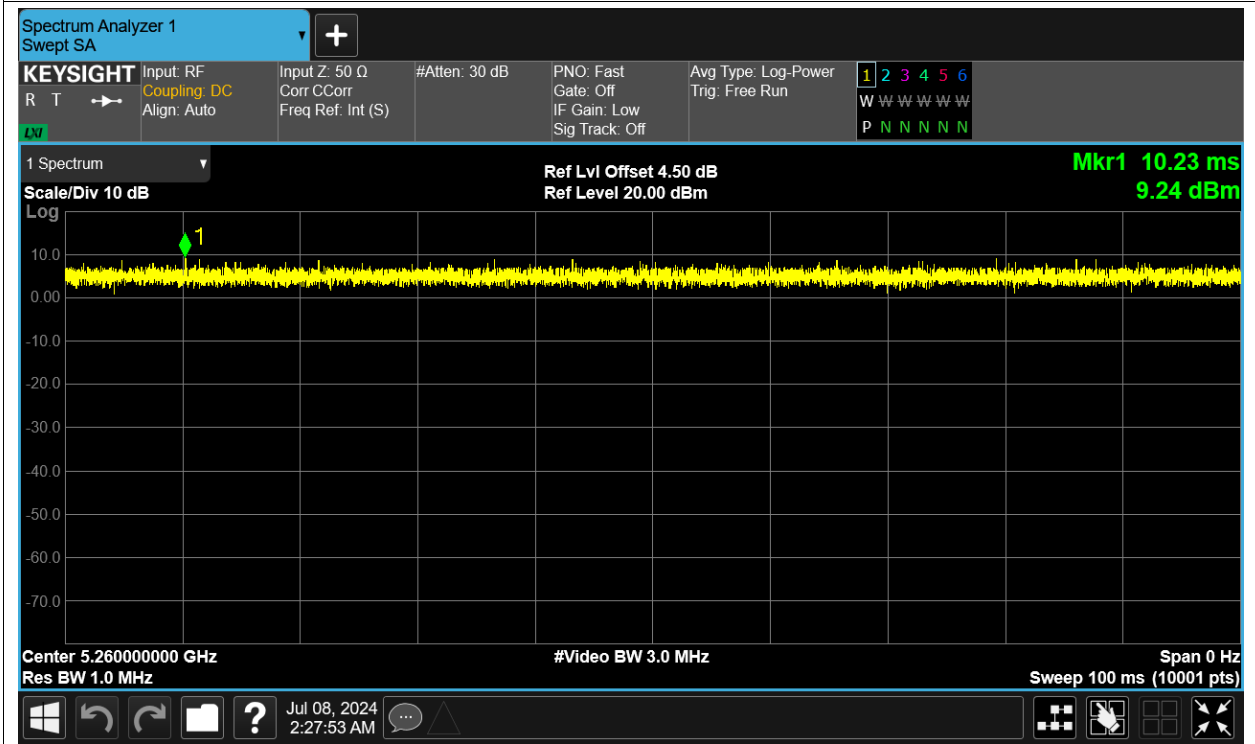 Spectrum Analyzer 1
Swept SA
+
KEYSIGHT
R T
LXI
Input: RF
Coupling: DC
Align: Auto
Input Z: 50 Ω
Corr CCorr
Freq Ref: Int (S)
#Atten: 30 dB
PNO: Fast
Gate: Off
IF Gain: Low
Sig Track: Off
Avg Type: Log-Power
Trig: Free Run
1 2 3 4 5 6
W W W W W W
P N N N N N
1 Spectrum
Scale/Div 10 dB
Log
Ref Lvl Offset 4.50 dB
Ref Level 20.00 dBm
Mkr1 10.23 ms
9.24 dBm
1
10.0
0.00
-10.0
-20.0
-30.0
-40.0
-50.0
-60.0
-70.0
Center 5.260000000 GHz
Res BW 1.0 MHz
#Video BW 3.0 MHz
Span 0 Hz
Sweep 100 ms (10001 pts)
?
Jul 08, 2024
2:27:53 AM